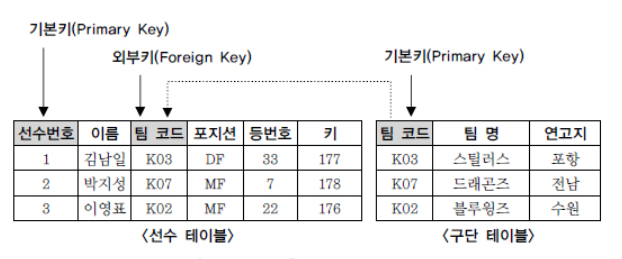 기본키(Primary Key)
외부키(Foreign Key) 기본키(Primary Key)
선수번호 이름 팀 코드 포지션 등번호 키 팀 코드 팀 명 연고지
1 김남일 K03 DF 33 177 K03 스틸러스 포항
2 박지성 K07 MF 7 178 K07 드래곤즈 전남
3 이영표 K02 MF 22 176 K02 블루윙즈 수원
〈선수 테이블〉 〈구단 테이블〉